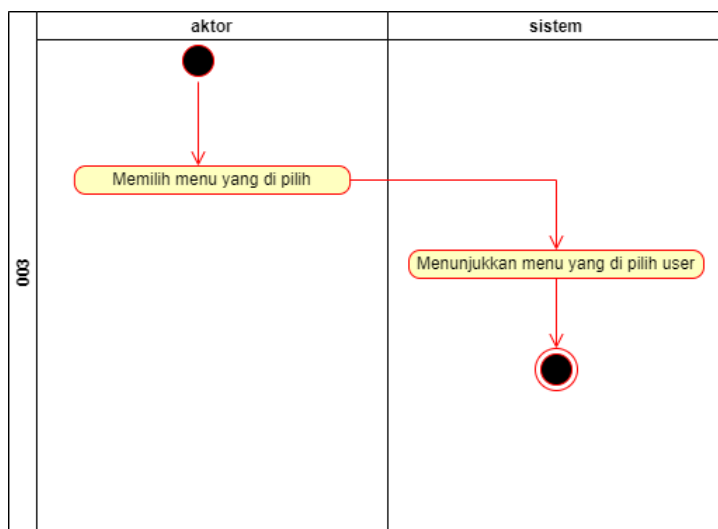 aktor
sistem
003
Memilih menu yang di pilih
Menunjukkan menu yang di pilih user